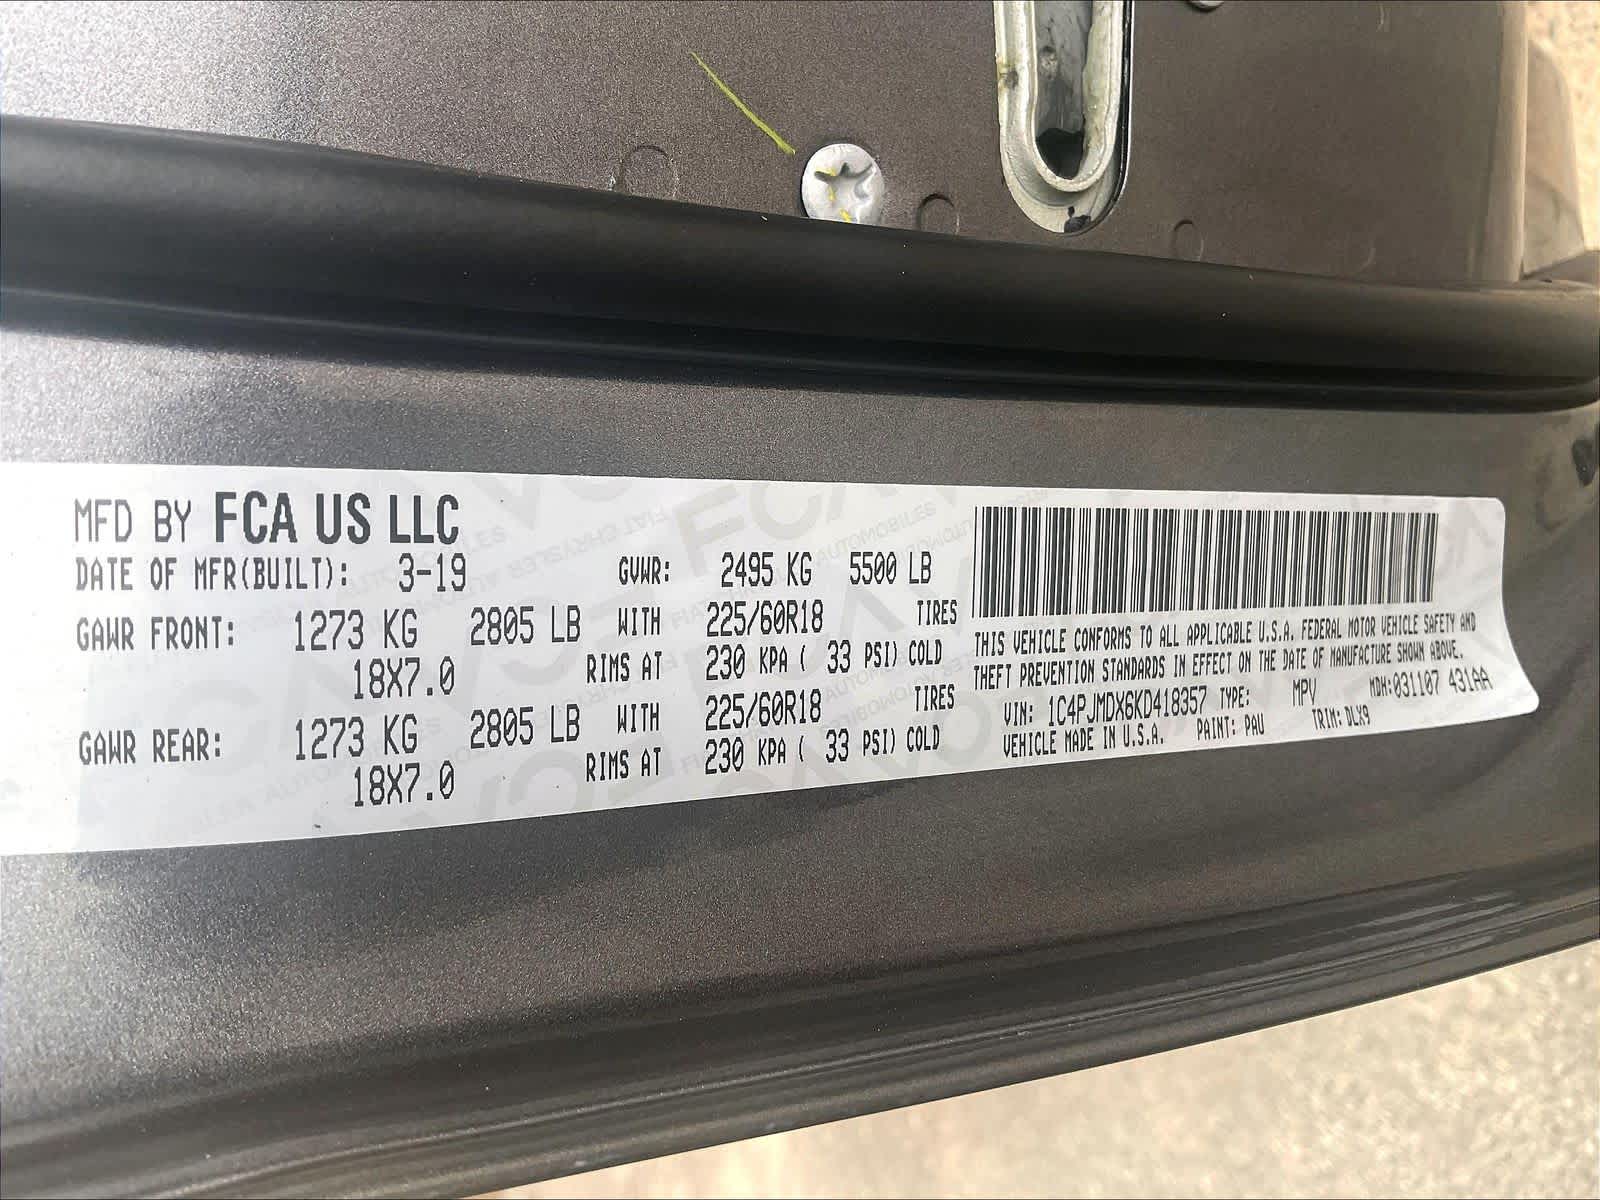 MFD BY FCA US LLC
DATE OF MFR(BUILT): 3-19 GVWR: 2495 KG 5500 LB
GAWR FRONT: 1273 KG 2805 LB WITH 225/60R18 TIRES
18X7.0 RIMS AT 230 KPA ( 33 PSI) COLD
GAWR REAR: 1273 KG 2805 LB WITH 225/60R18 TIRES
18X7.0 RIMS AT 230 KPA ( 33 PSI) COLD
THIS VEHICLE CONFORMS TO ALL APPLICABLE U.S.A. FEDERAL MOTOR VEHICLE SAFETY AND
THEFT PREVENTION STANDARDS IN EFFECT ON THE DATE OF MANUFACTURE SHOWN ABOVE.
VIN: 1C4PJMDX6KD418357 TYPE: MPV MDH:031107 431AA
VEHICLE MADE IN U.S.A. PAINT: PAU TRIM: DLX9